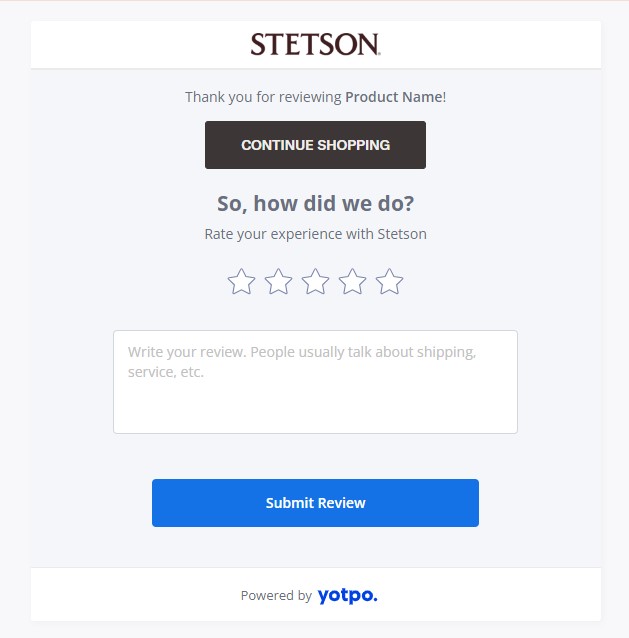 STETSON
Thank you for reviewing Product Name!
CONTINUE SHOPPING
So, how did we do?
Rate your experience with Stetson
Write your review. People usually talk about shipping,
service, etc.
Submit Review
Powered by yotpo.